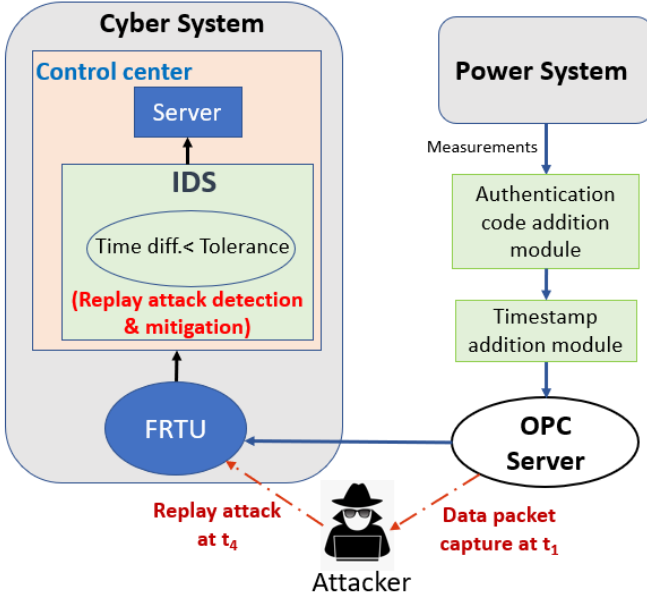 Cyber System
Control center
Server
IDS
Time diff.< Tolerance
(Replay attack detection
& mitigation)
FRTU
Power System
Measurements
Authentication
code addition
module
Timestamp
addition module
OPC
Server
Replay attack
at t₄
Data packet
capture at t₁
Attacker